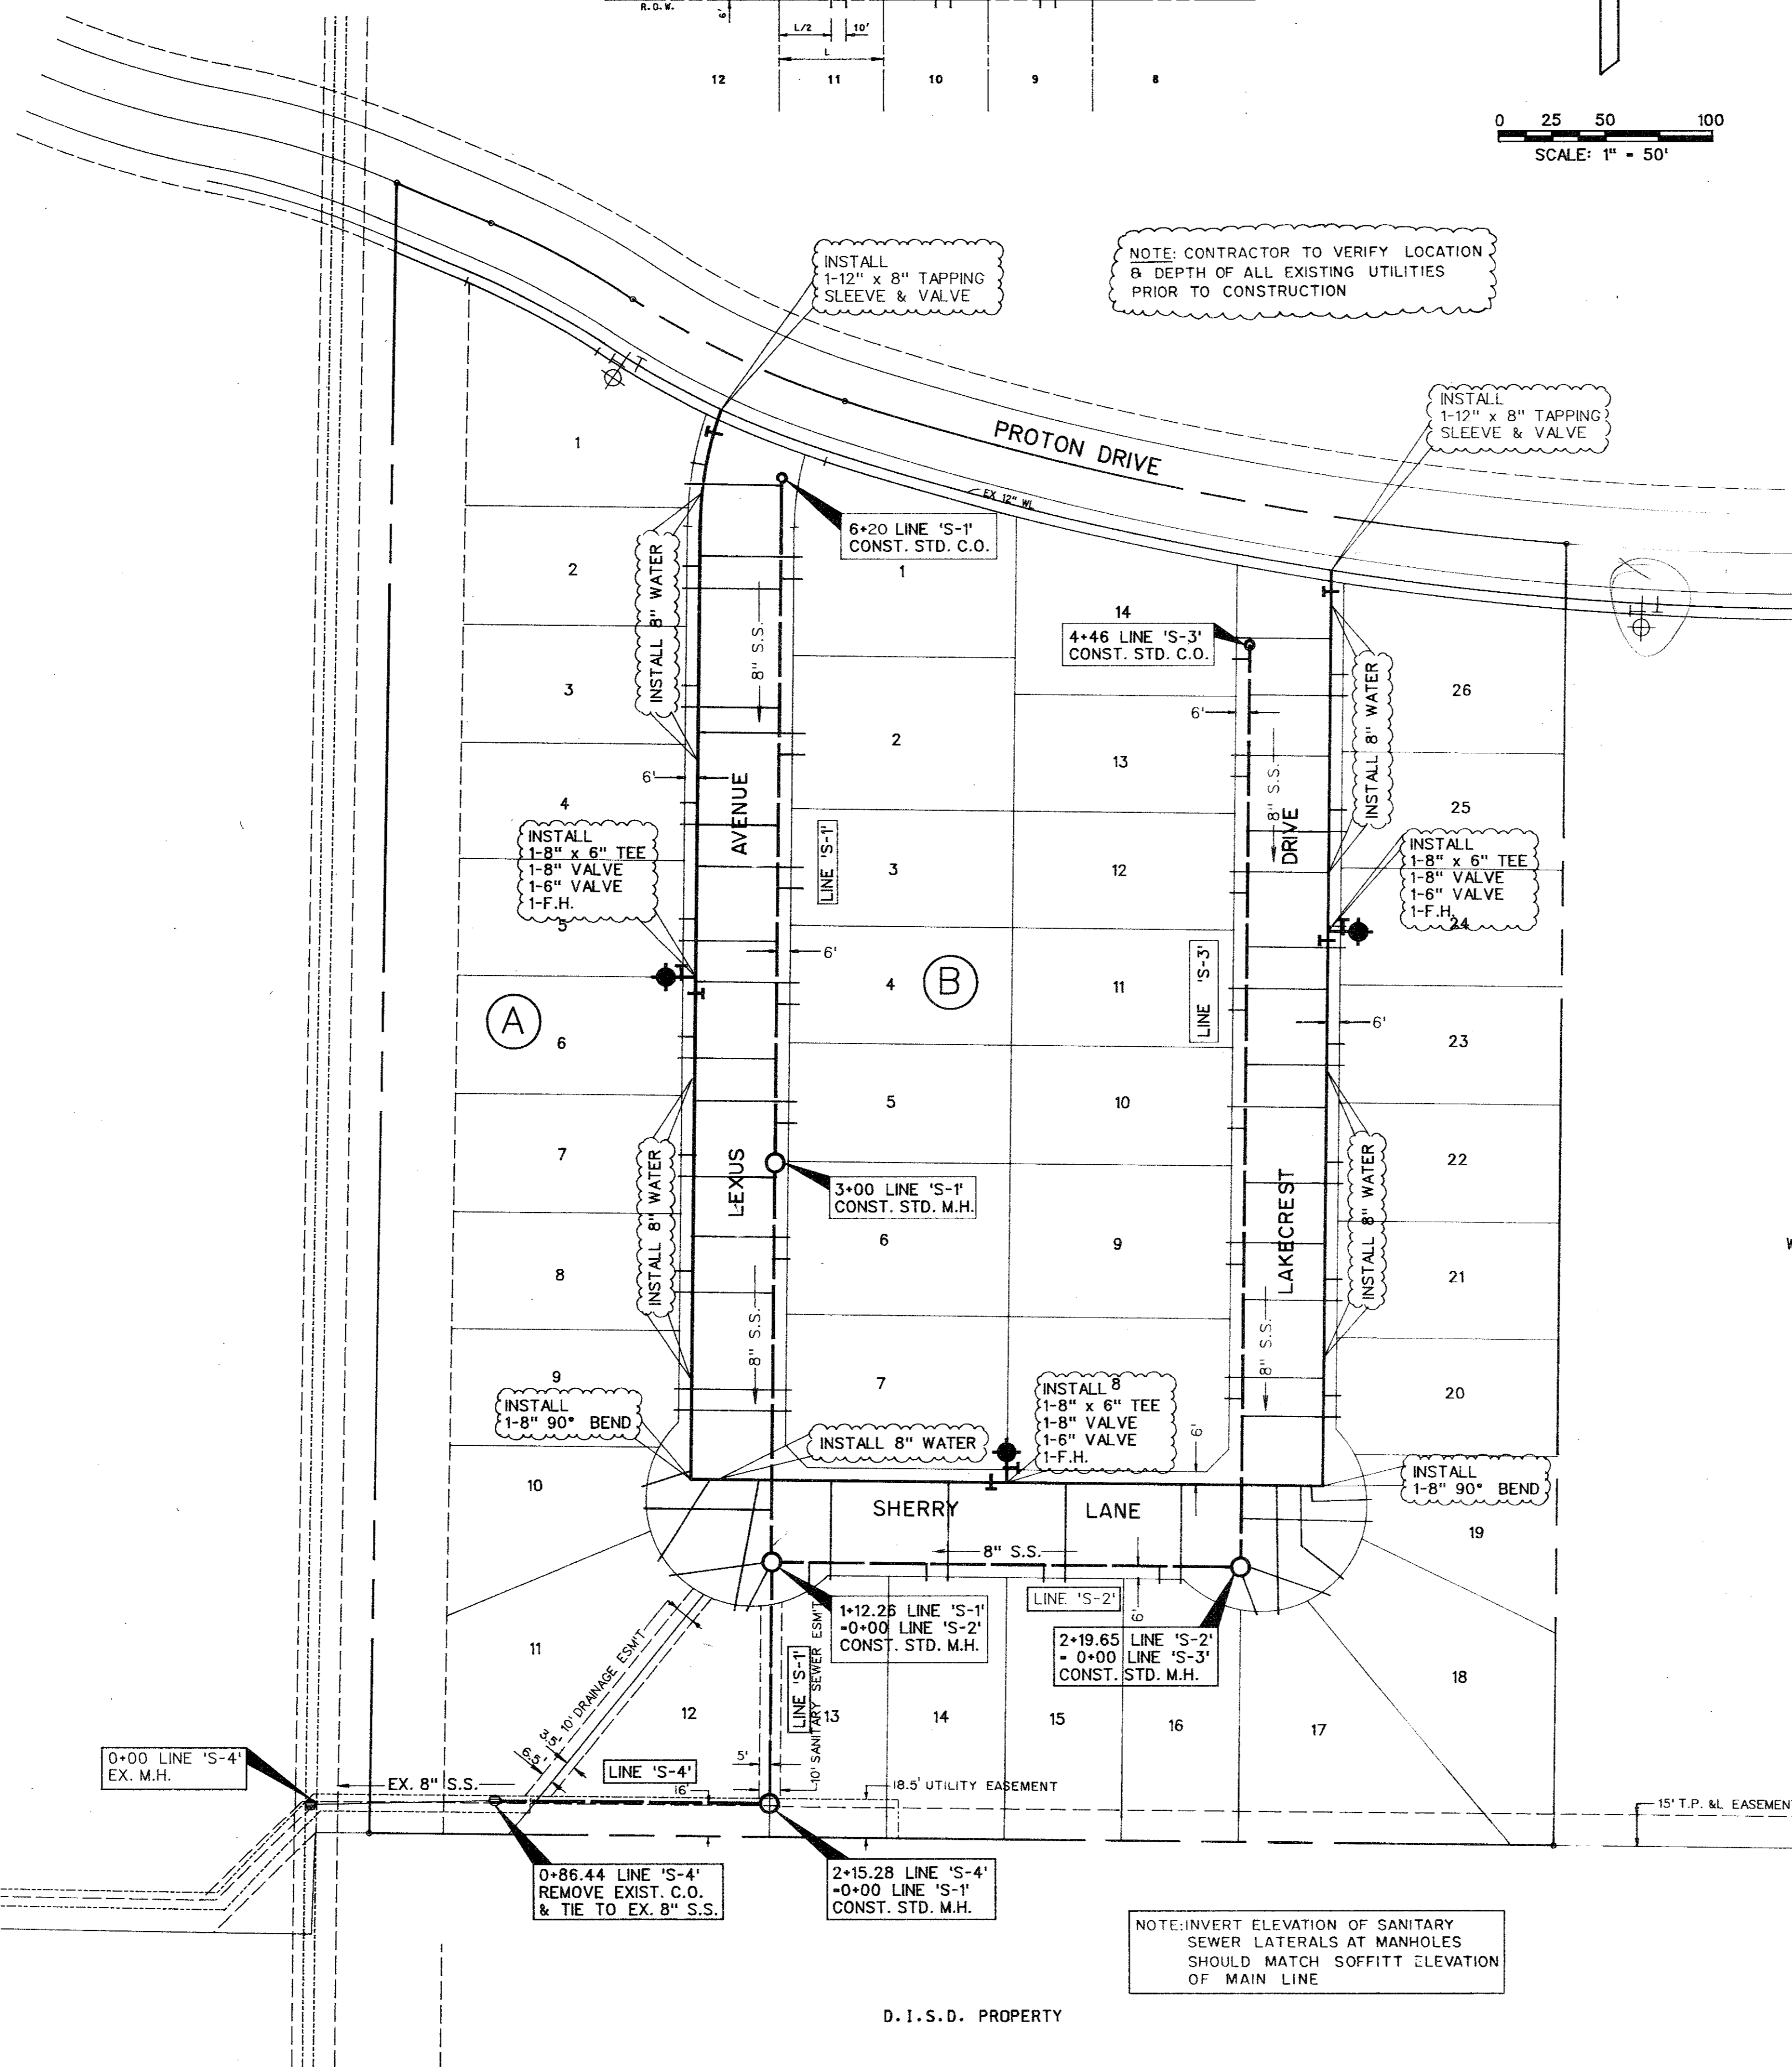 R.O.W.
6'
L/2
10'
L
12
11
10
9
8
0 25 50 100
SCALE: 1" = 50'
INSTALL
1-12" x 8" TAPPING
SLEEVE & VALVE
NOTE: CONTRACTOR TO VERIFY LOCATION
& DEPTH OF ALL EXISTING UTILITIES
PRIOR TO CONSTRUCTION
INSTALL
1-12" x 8" TAPPING
SLEEVE & VALVE
PROTON DRIVE
EX 12" WL
6+20 LINE 'S-1'
CONST. STD. C.O.
4+46 LINE 'S-3'
CONST. STD. C.O.
1
2
3
4
5
6
7
8
9
10
11
12
13
14
15
16
17
18
19
20
21
22
23
24
25
26
1
2
3
4
5
6
7
8
9
10
11
12
13
14
A
B
INSTALL 8" WATER
INSTALL 8" WATER
8" S.S.
8" S.S.
6'
6'
6'
6'
LEXUS AVENUE
LINE 'S-1'
LINE 'S-3'
LAKECREST DRIVE
INSTALL
1-8" x 6" TEE
1-8" VALVE
1-6" VALVE
1-F.H.
INSTALL
1-8" x 6" TEE
1-8" VALVE
1-6" VALVE
1-F.H.
3+00 LINE 'S-1'
CONST. STD. M.H.
INSTALL 8" WATER
INSTALL 8" WATER
8" S.S.
8" S.S.
W
INSTALL
1-8" 90° BEND
INSTALL 8" WATER
INSTALL
1-8" x 6" TEE
1-8" VALVE
1-6" VALVE
1-F.H.
6'
INSTALL
1-8" 90° BEND
SHERRY LANE
8" S.S.
LINE 'S-2'
6'
1+12.26 LINE 'S-1'
=0+00 LINE 'S-2'
CONST. STD. M.H.
2+19.65 LINE 'S-2'
= 0+00 LINE 'S-3'
CONST. STD. M.H.
10' DRAINAGE ESM'T
3.5'
6.5'
LINE 'S-1'
10' SANITARY SEWER ESM'T
5'
0+00 LINE 'S-4'
EX. M.H.
EX. 8" S.S.
LINE 'S-4'
16'
18.5' UTILITY EASEMENT
15' T.P. &L EASEMENT
0+86.44 LINE 'S-4'
REMOVE EXIST. C.O.
& TIE TO EX. 8" S.S.
2+15.28 LINE 'S-4'
=0+00 LINE 'S-1'
CONST. STD. M.H.
NOTE:INVERT ELEVATION OF SANITARY
SEWER LATERALS AT MANHOLES
SHOULD MATCH SOFFITT ELEVATION
OF MAIN LINE
D.I.S.D. PROPERTY